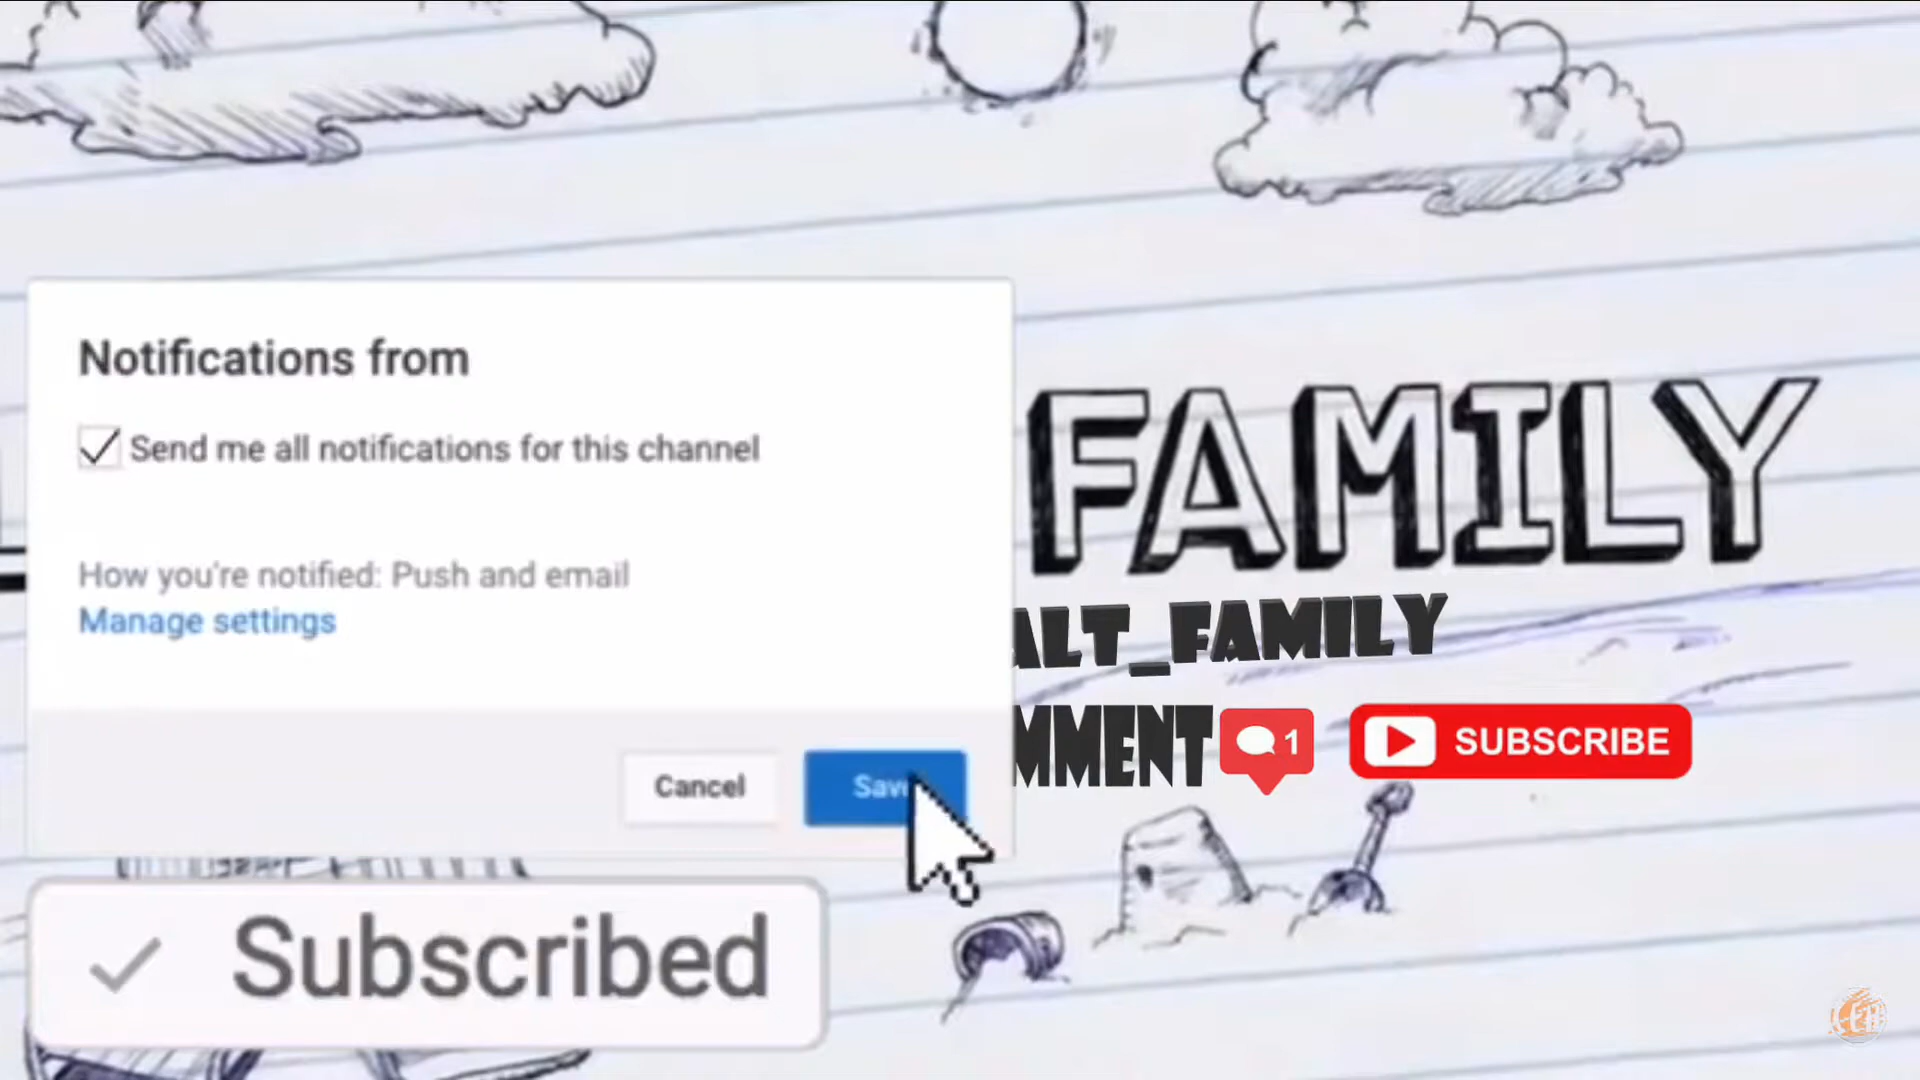 Notifications from
Send me all notifications for this channel
How you're notified: Push and email
Manage settings
Cancel
Subscribed
FAMILY
ALT_FAMILY
MMENT
1
SUBSCRIBE